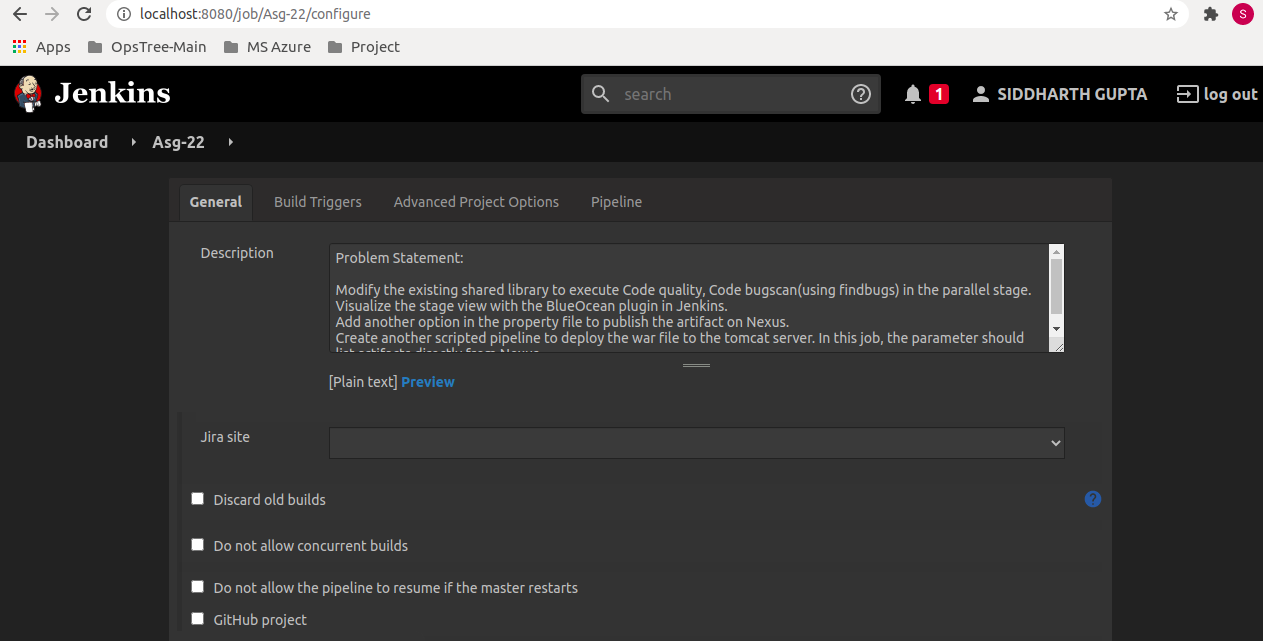 localhost:8080/job/Asg-22/configure
S
Apps OpsTree-Main MS Azure Project
Jenkins search 1 SIDDHARTH GUPTA log out
Dashboard Asg-22
General Build Triggers Advanced Project Options Pipeline
Description
Problem Statement:
Modify the existing shared library to execute Code quality, Code bugscan(using findbugs) in the parallel stage.
Visualize the stage view with the BlueOcean plugin in Jenkins.
Add another option in the property file to publish the artifact on Nexus.
Create another scripted pipeline to deploy the war file to the tomcat server. In this job, the parameter should
list artifacts directly from Nexus
[Plain text] Preview
Jira site
Discard old builds
Do not allow concurrent builds
Do not allow the pipeline to resume if the master restarts
GitHub project